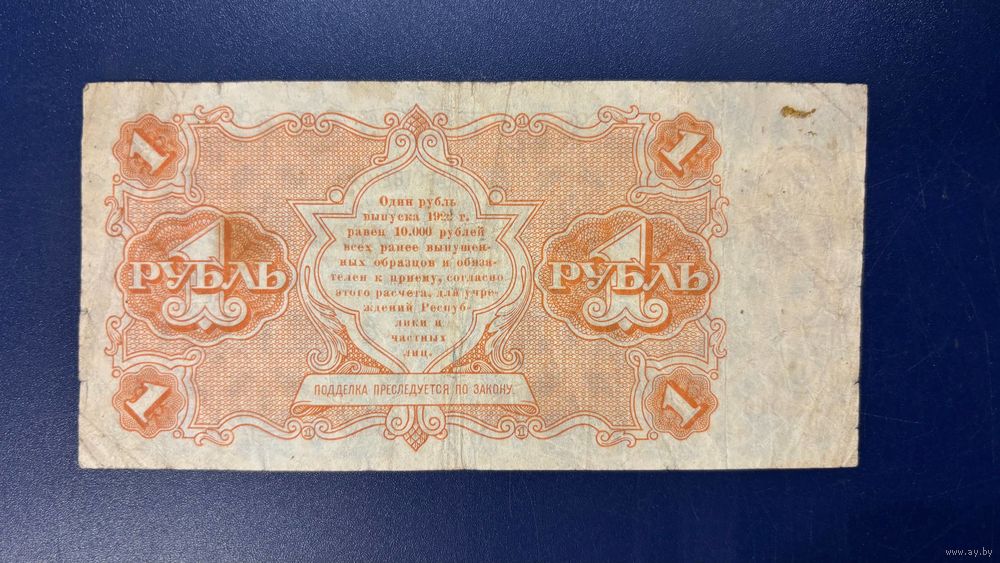 1 1
Один рубль
выпуска 1922 г.
равен 10.000 рублей
всех ранее выпущен-
ных образцов и обяза-
телен к приему, согласно
этого расчета, для учре-
ждений Респуб-
лики и
частных
лиц.
1 РУБЛЬ 1 РУБЛЬ
ПОДДЕЛКА ПРЕСЛЕДУЕТСЯ ПО ЗАКОНУ.
1 1
www.ay.by